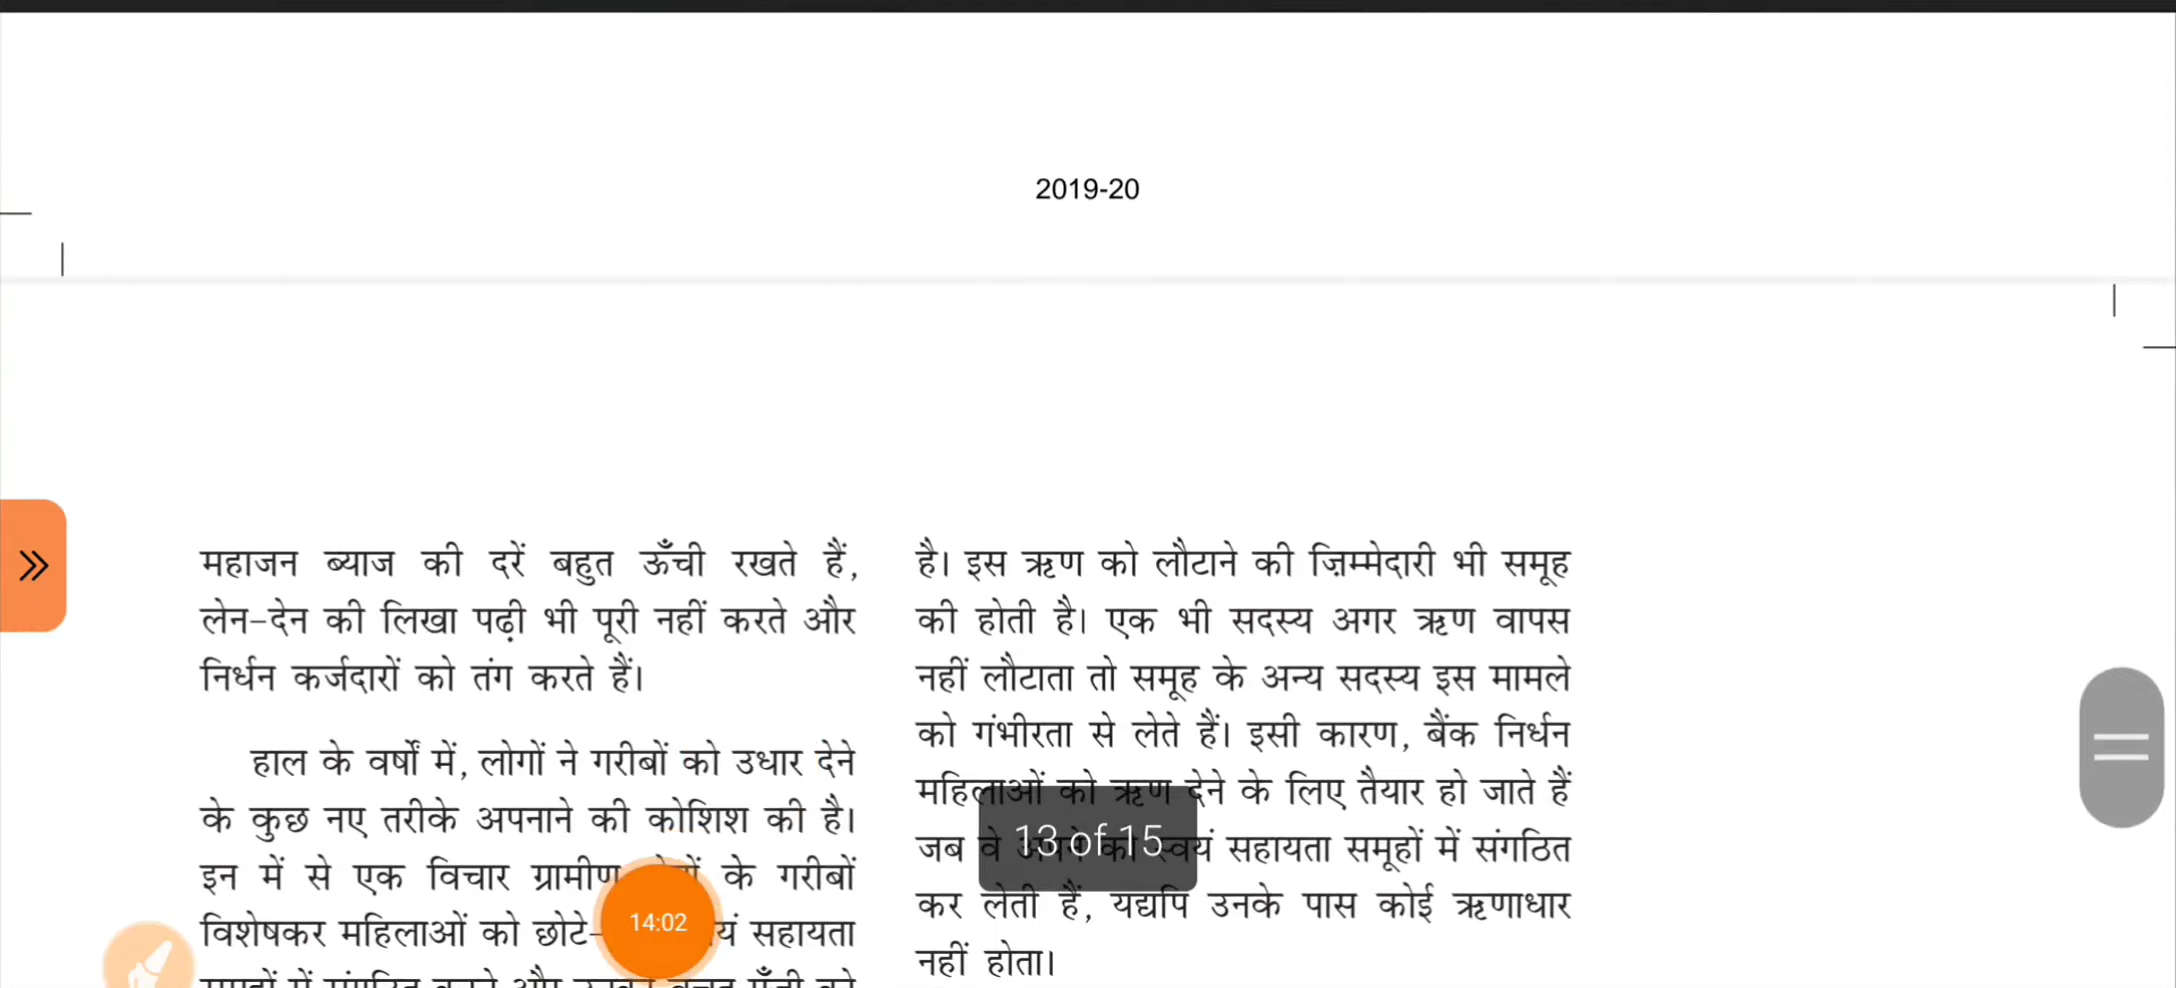 2019-20
महाजन ब्याज की दरें बहुत ऊँची रखते हैं,
लेन-देन की लिखा पढ़ी भी पूरी नहीं करते और
निर्धन कर्जदारों को तंग करते हैं।
हाल के वर्षों में, लोगों ने गरीबों को उधार देने
के कुछ नए तरीके अपनाने की कोशिश की है।
इन में से एक विचार ग्रामीण के गरीबों
विशेषकर महिलाओं को छोटे- सहायता
है। इस ऋण को लौटाने की ज़िम्मेदारी भी समूह
की होती है। एक भी सदस्य अगर ऋण वापस
नहीं लौटाता तो समूह के अन्य सदस्य इस मामले
को गंभीरता से लेते हैं। इसी कारण, बैंक निर्धन
महिलाओं को ऋण देने के लिए तैयार हो जाते हैं
जब वे अपने को स्वयं सहायता समूहों में संगठित
कर लेती हैं, यद्यपि उनके पास कोई ऋणाधार
नहीं होता।
13 of 15
14:02